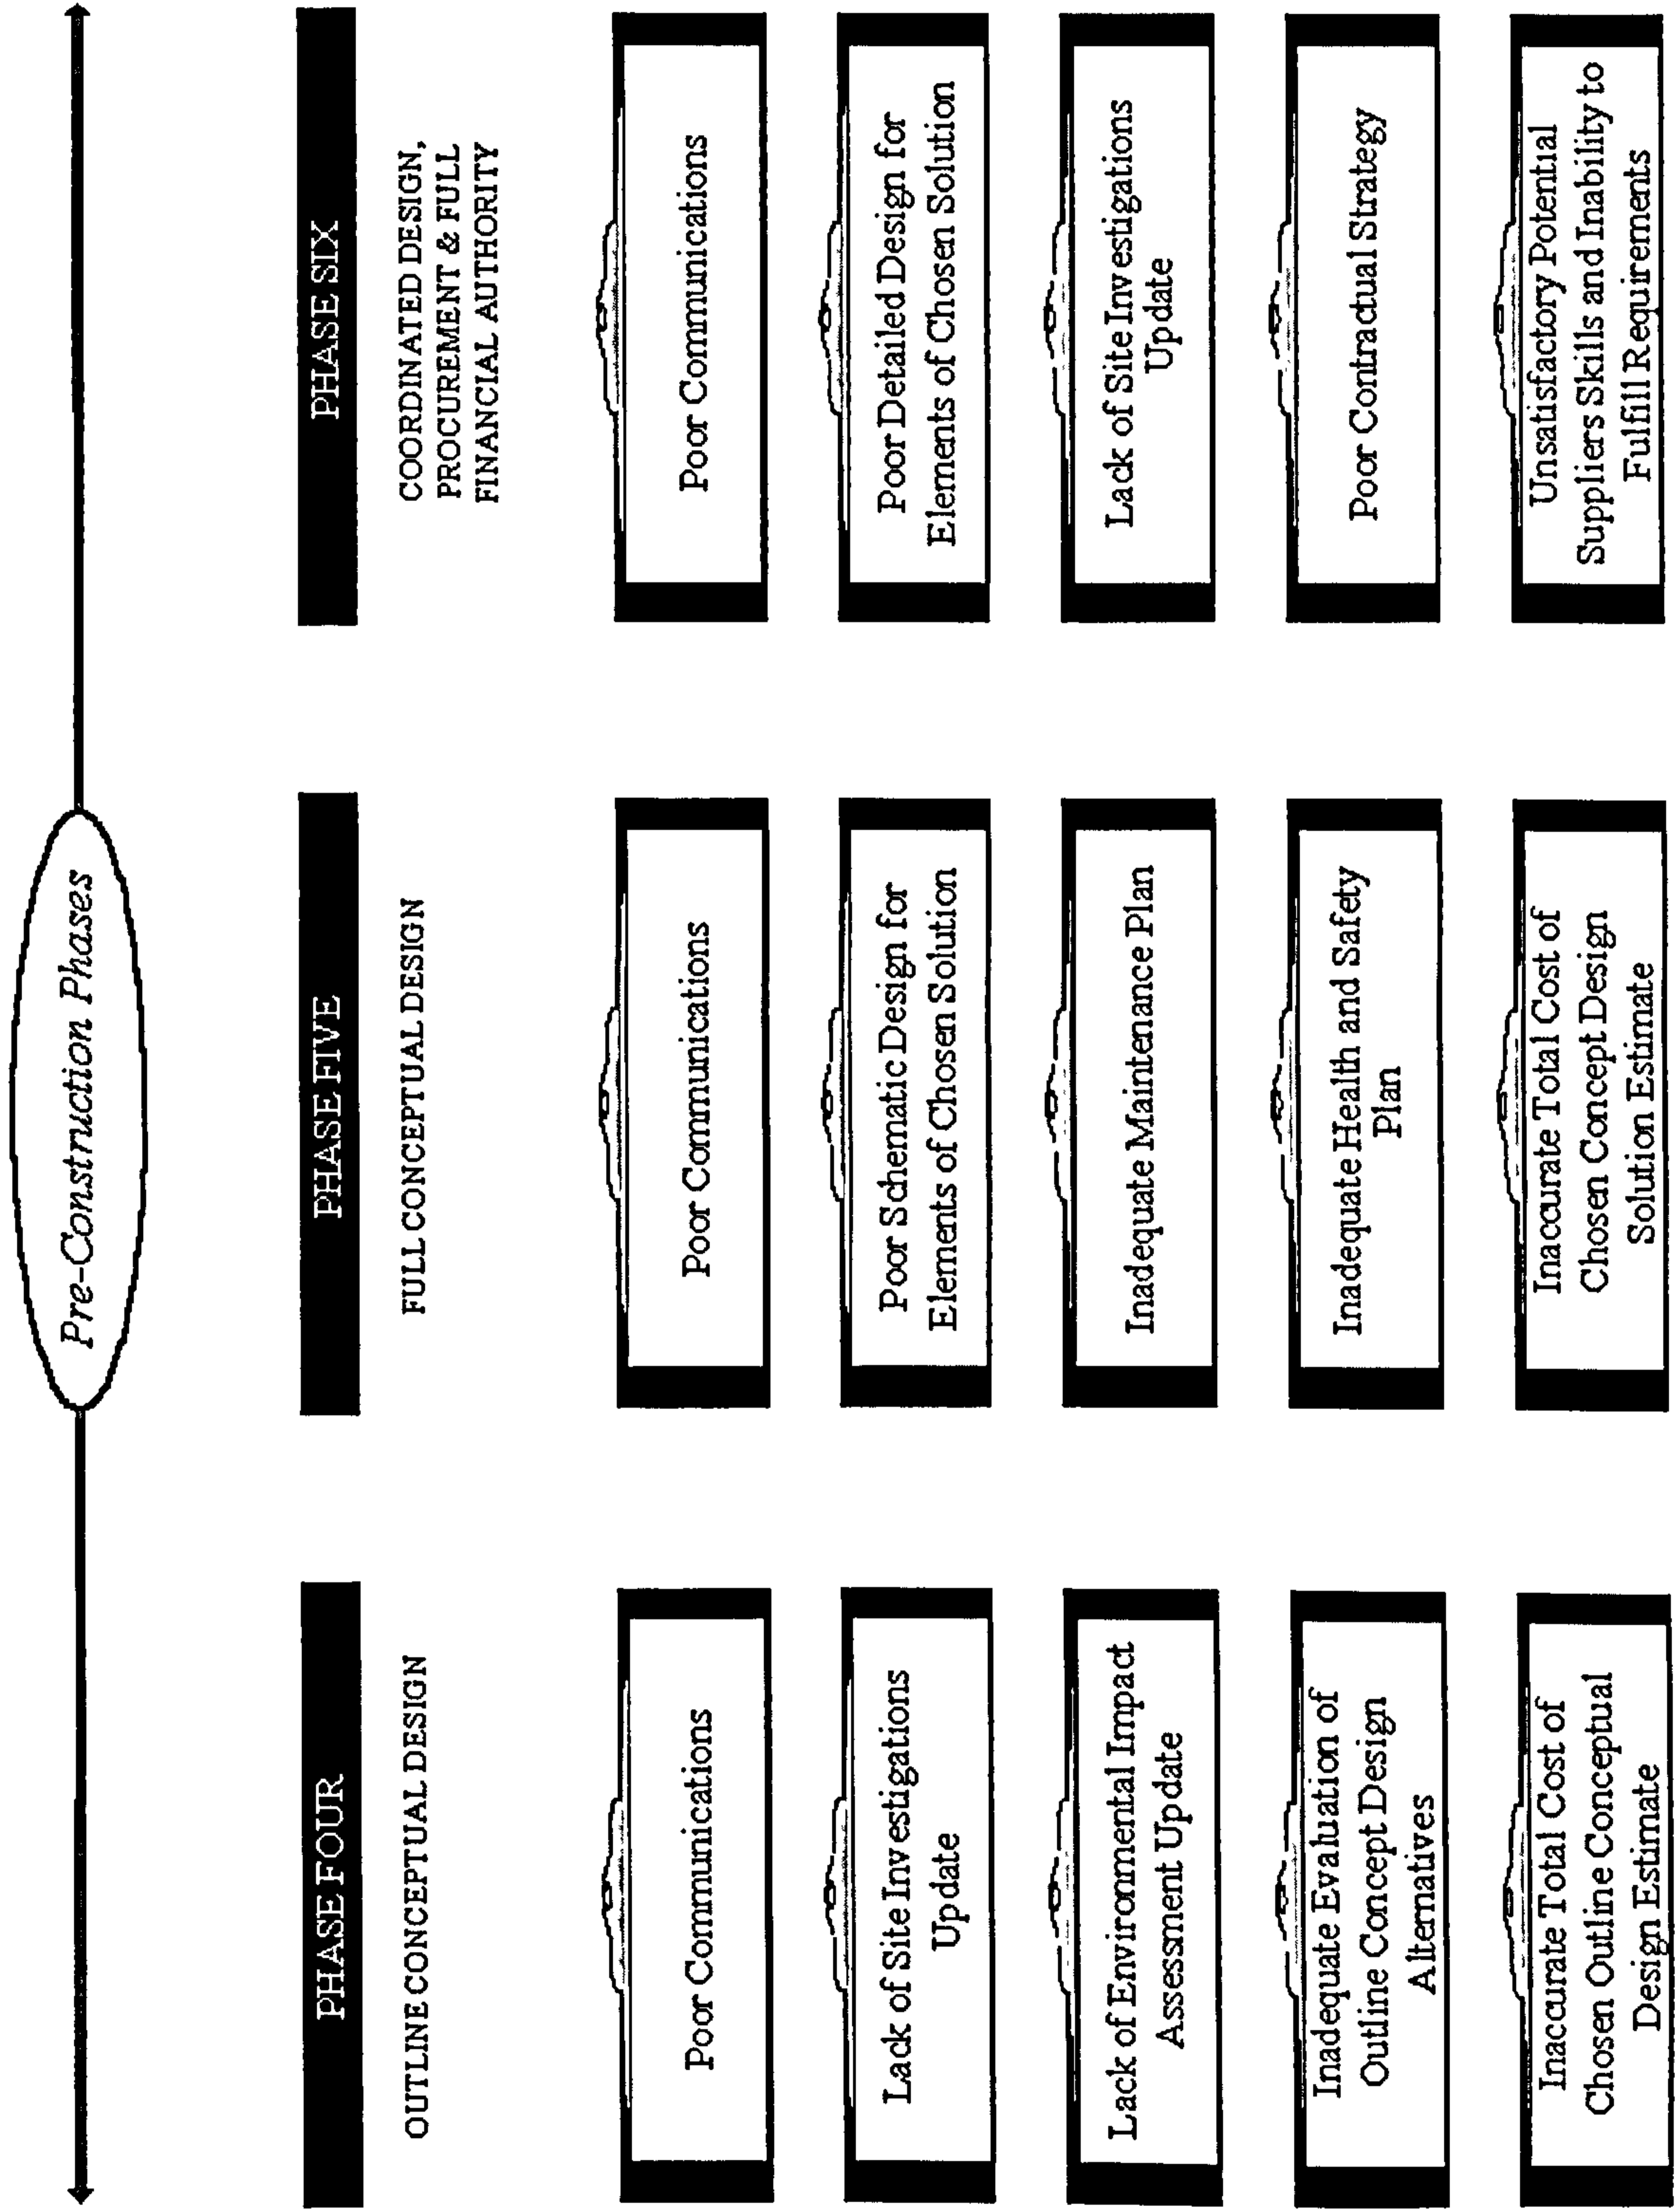 Pre-Construction Phases
PHASE FOUR
OUTLINE CONCEPTUAL DESIGN
Poor Communications
Lack of Site Investigations
Update
Lack of Environmental Impact
Assessment Update
Inadequate Evaluation of
Outline Concept Design
Alternatives
Inaccurate Total Cost of
Chosen Outline Conceptual
Design Estimate
PHASE FIVE
FULL CONCEPTUAL DESIGN
Poor Communications
Poor Schematic Design for
Elements of Chosen Solution
Inadequate Maintenance Plan
Inadequate Health and Safety
Plan
Inaccurate Total Cost of
Chosen Concept Design
Solution Estimate
PHASE SIX
COORDINATED DESIGN,
PROCUREMENT & FULL
FINANCIAL AUTHORITY
Poor Communications
Poor Detailed Design for
Elements of Chosen Solution
Lack of Site Investigations
Update
Poor Contractual Strategy
Unsatisfactory Potential
Suppliers Skills and Inability to
Fulfill Requirements